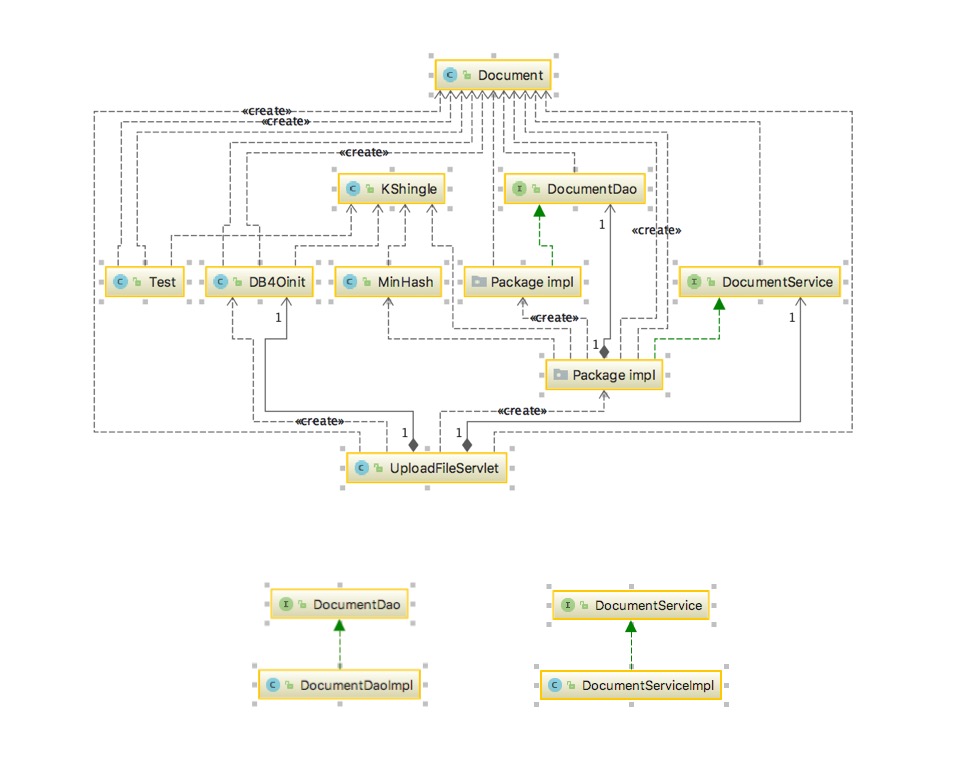 C Document
«create»
«create»
«create»
C KShingle
I DocumentDao
1
«create»
C Test
C DB4Oinit
C MinHash
Package impl
I DocumentService
1
«create»
1
1
C Package impl
«create»
«create»
1
1
C UploadFileServlet
I DocumentDao
I DocumentService
C DocumentDaoImpl
C DocumentServiceImpl